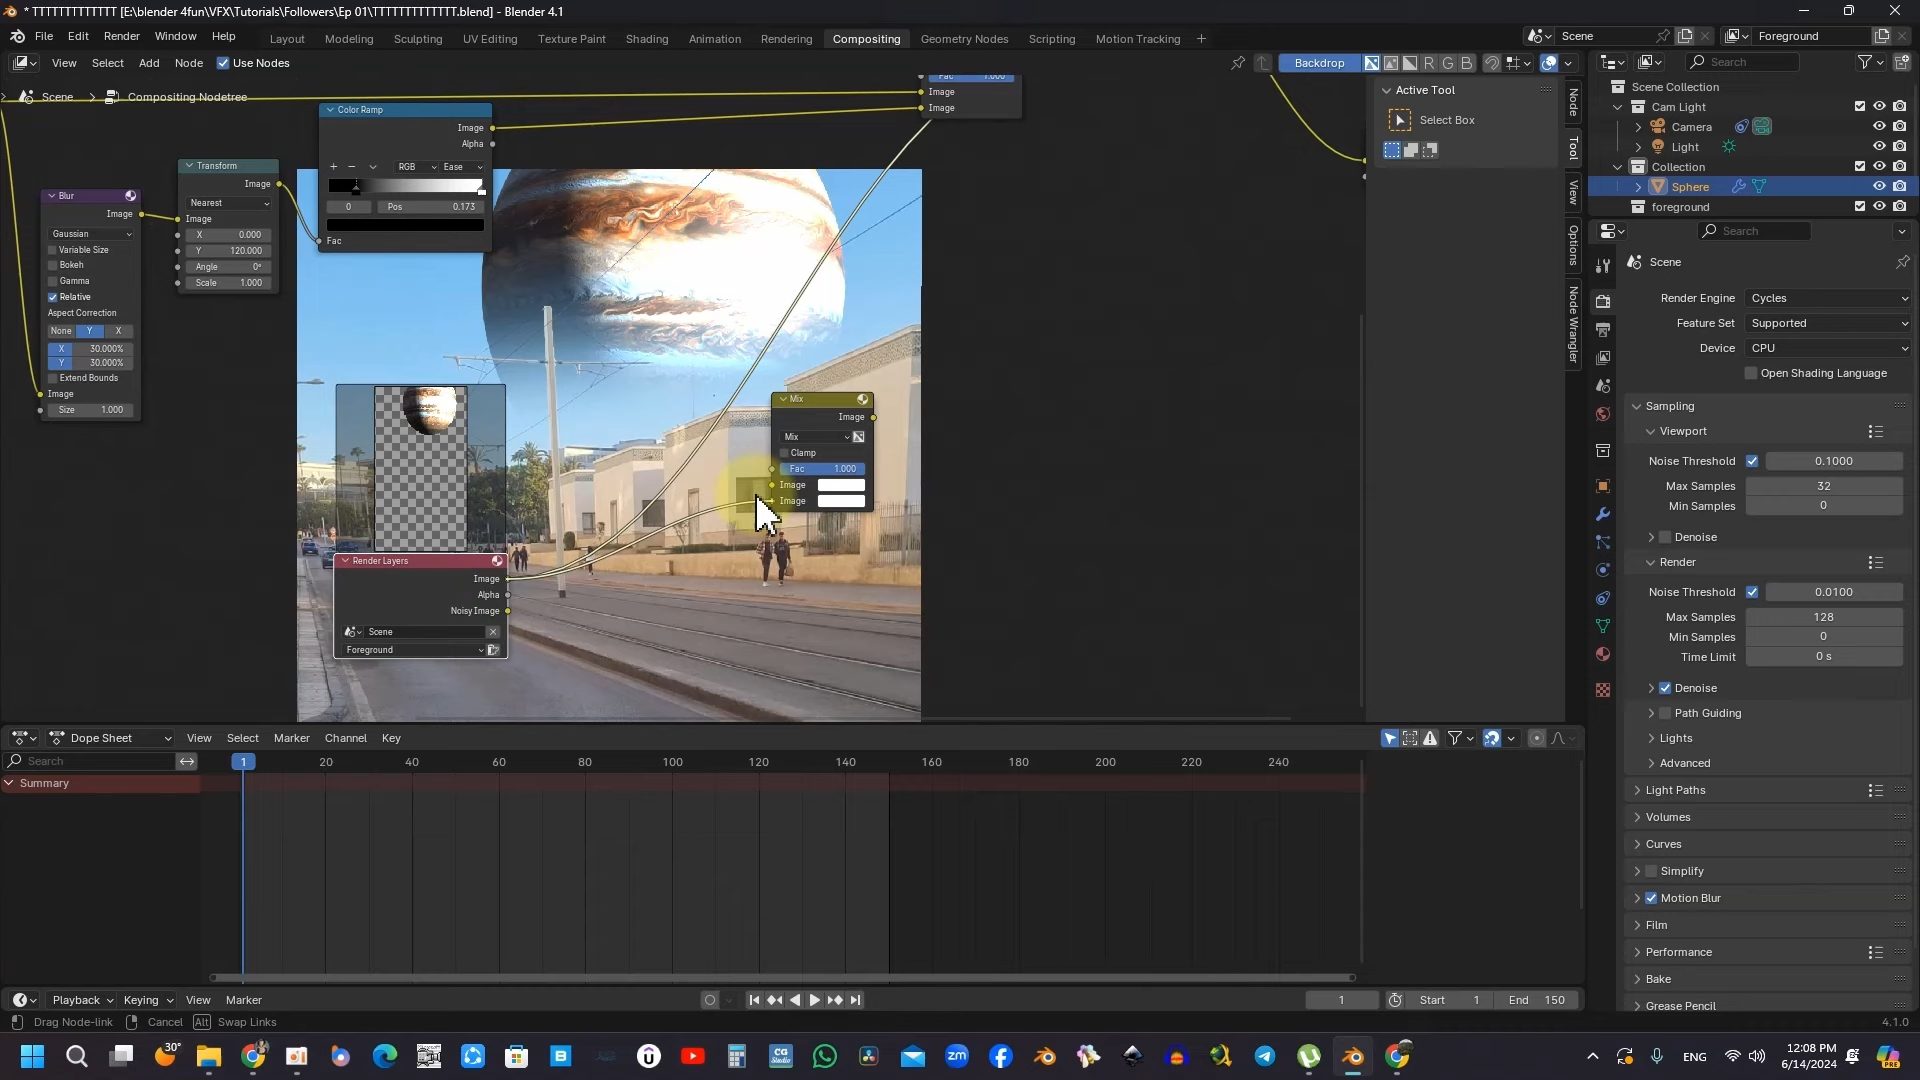 * TTTTTTTTTTTTT [E:\blender 4fun\VFX\Tutorials\Followers\Ep 01\TTTTTTTTTTTTT.blend] - Blender 4.1
File Edit Render Window Help
Layout Modeling Sculpting UV Editing Texture Paint Shading Animation Rendering Compositing Geometry Nodes Scripting Motion Tracking +
Scene
Foreground
View Select Add Node Use Nodes
Backdrop
R G B
Search
Scene > Compositing Nodetree
Fac 1.000
Image
Image
Color Ramp
Image
Alpha
RGB Ease
0 Pos 0.173
Fac
Transform
Image
Nearest
Image
X 0.000
Y 120.000
Angle 0°
Scale 1.000
Blur
Image
Gaussian
Variable Size
Bokeh
Gamma
Relative
Aspect Correction
None Y X
X 30.000%
Y 30.000%
Extend Bounds
Image
Size 1.000
Mix
Image
Mix
Clamp
Fac 1.000
Image
Image
Render Layers
Image
Alpha
Noisy Image
Scene
Foreground
Active Tool
Select Box
Node
Tool
View
Options
Node Wrangler
Scene Collection
Cam Light
Camera
Light
Collection
Sphere
foreground
Search
Scene
Render Engine Cycles
Feature Set Supported
Device CPU
Open Shading Language
Sampling
Viewport
Noise Threshold 0.1000
Max Samples 32
Min Samples 0
Denoise
Render
Noise Threshold 0.0100
Max Samples 128
Min Samples 0
Time Limit 0 s
Denoise
Path Guiding
Lights
Advanced
Light Paths
Volumes
Curves
Simplify
Motion Blur
Film
Performance
Bake
Grease Pencil
Dope Sheet View Select Marker Channel Key
Search
1 20 40 60 80 100 120 140 160 180 200 220 240
Summary
Playback Keying View Marker
1 Start 1 End 150
Drag Node-link Cancel Alt Swap Links
4.1.0
30°
ENG
12:08 PM
6/14/2024